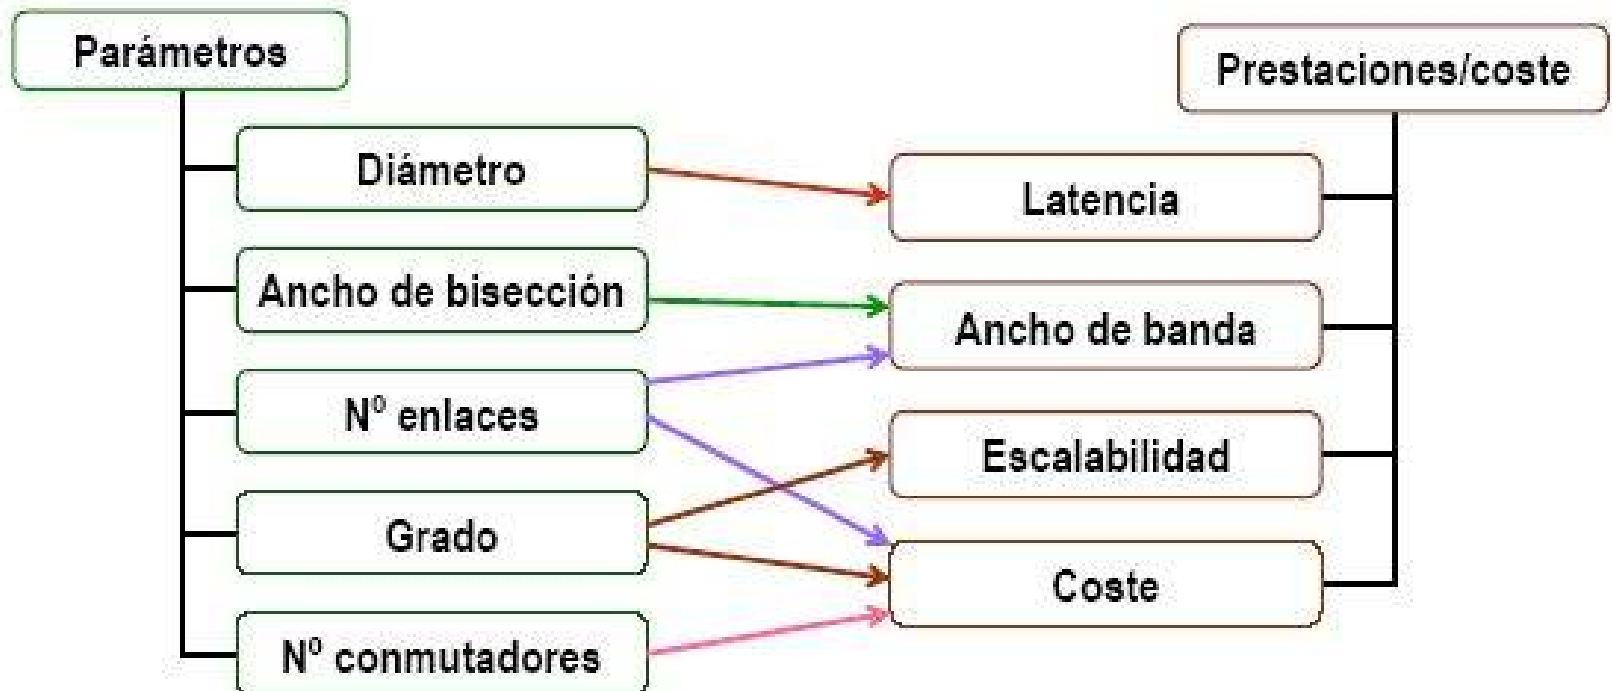 Parámetros
Prestaciones/coste
Diámetro
Latencia
Ancho de bisección
Ancho de banda
Nº enlaces
Escalabilidad
Grado
Coste
Nº conmutadores